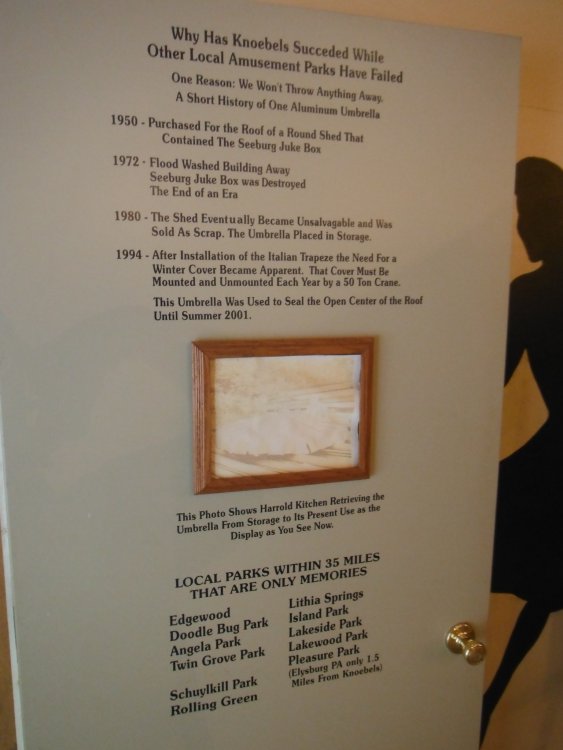 Why Has Knoebels Succeded While
Other Local Amusement Parks Have Failed
One Reason: We Won't Throw Anything Away.
A Short History of One Aluminum Umbrella
1950 - Purchased For the Roof of a Round Shed That
Contained The Seeburg Juke Box
1972 - Flood Washed Building Away
Seeburg Juke Box was Destroyed
The End of an Era
1980 - The Shed Eventually Became Unsalvagable and Was
Sold As Scrap. The Umbrella Placed in Storage.
1994 - After Installation of the Italian Trapeze the Need For a
Winter Cover Became Apparent. That Cover Must Be
Mounted and Unmounted Each Year by a 50 Ton Crane.
This Umbrella Was Used to Seal the Open Center of the Roof
Until Summer 2001.
This Photo Shows Harrold Kitchen Retrieving the
Umbrella From Storage to Its Present Use as the
Display as You See Now.
LOCAL PARKS WITHIN 35 MILES
THAT ARE ONLY MEMORIES
Edgewood
Doodle Bug Park
Angela Park
Twin Grove Park
Schuylkill Park
Rolling Green
Lithia Springs
Island Park
Lakeside Park
Lakewood Park
Pleasure Park
(Elysburg PA only 1.5
Miles From Knoebels)